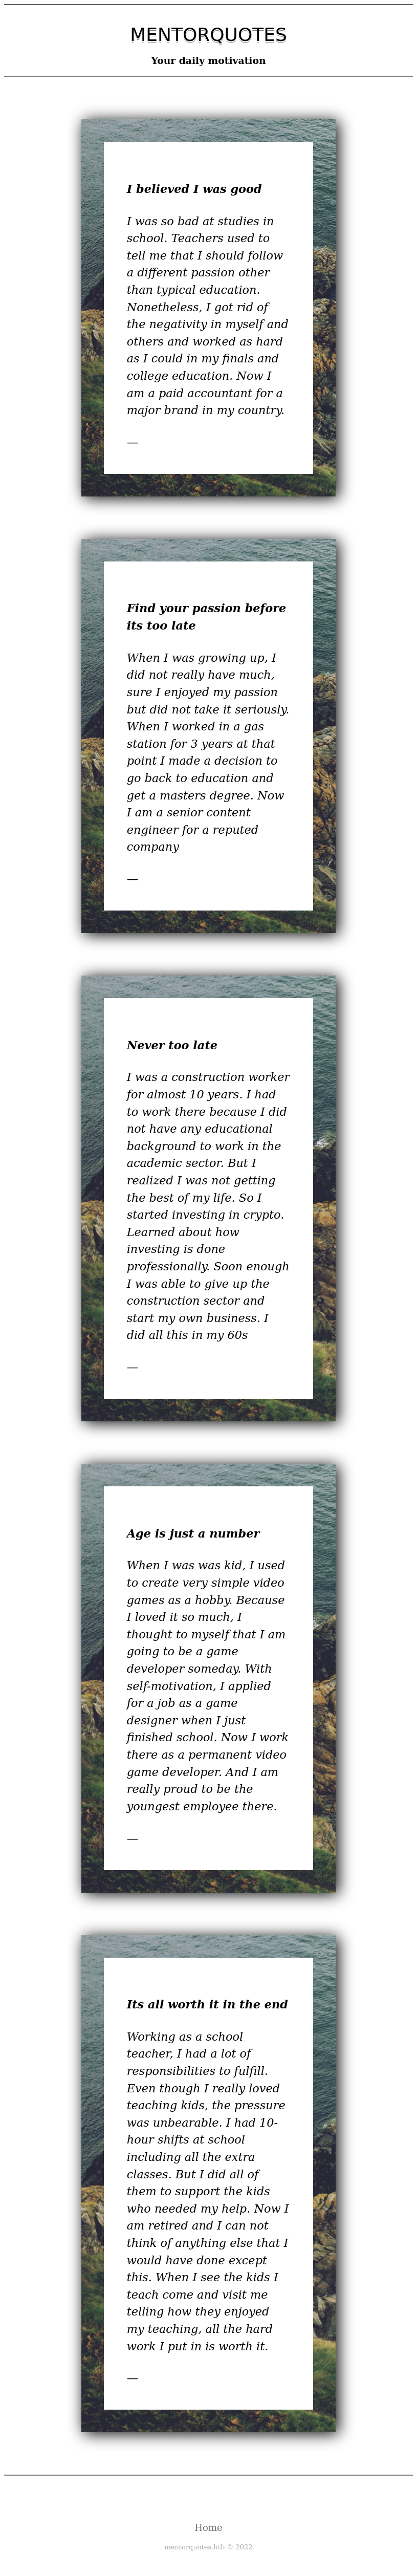 MENTORQUOTES
Your daily motivation
I believed I was good
I was so bad at studies in
school. Teachers used to
tell me that I should follow
a different passion other
than typical education.
Nonetheless, I got rid of
the negativity in myself and
others and worked as hard
as I could in my finals and
college education. Now I
am a paid accountant for a
major brand in my country.
—
Find your passion before
its too late
When I was growing up, I
did not really have much,
sure I enjoyed my passion
but did not take it seriously.
When I worked in a gas
station for 3 years at that
point I made a decision to
go back to education and
get a masters degree. Now
I am a senior content
engineer for a reputed
company
—
Never too late
I was a construction worker
for almost 10 years. I had
to work there because I did
not have any educational
background to work in the
academic sector. But I
realized I was not getting
the best of my life. So I
started investing in crypto.
Learned about how
investing is done
professionally. Soon enough
I was able to give up the
construction sector and
start my own business. I
did all this in my 60s
—
Age is just a number
When I was was kid, I used
to create very simple video
games as a hobby. Because
I loved it so much, I
thought to myself that I am
going to be a game
developer someday. With
self-motivation, I applied
for a job as a game
designer when I just
finished school. Now I work
there as a permanent video
game developer. And I am
really proud to be the
youngest employee there.
—
Its all worth it in the end
Working as a school
teacher, I had a lot of
responsibilities to fulfill.
Even though I really loved
teaching kids, the pressure
was unbearable. I had 10-
hour shifts at school
including all the extra
classes. But I did all of
them to support the kids
who needed my help. Now I
am retired and I can not
think of anything else that I
would have done except
this. When I see the kids I
teach come and visit me
telling how they enjoyed
my teaching, all the hard
work I put in is worth it.
—
Home
mentorquotes.htb © 2022